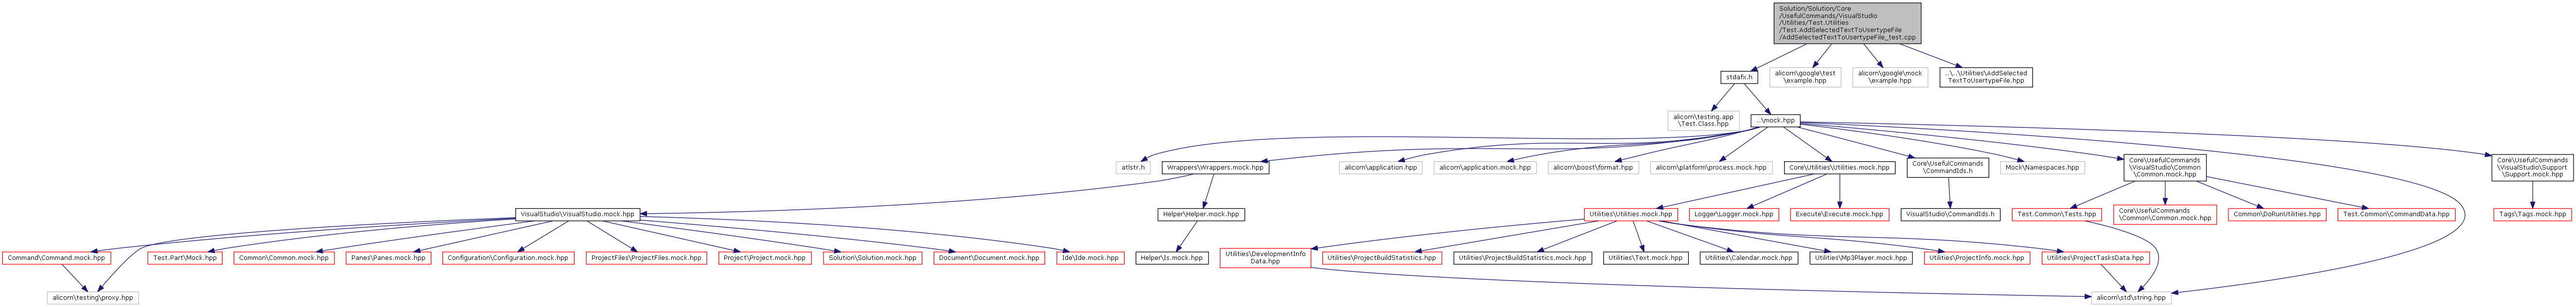 Solution/Solution/Core
/UsefulCommands/VisualStudio
/Utilities/Test.Utilities
/Test.AddSelectedTextToUsertypeFile
/AddSelectedTextToUsertypeFile_test.cpp
stdafx.h
alicorn\google\test
\example.hpp
alicorn\google\mock
\example.hpp
..\..\Utilities\AddSelected
TextToUsertypeFile.hpp
alicorn\testing.app
\Test.Class.hpp
..\mock.hpp
atlstr.h
Wrappers\Wrappers.mock.hpp
alicorn\application.hpp
alicorn\application.mock.hpp
alicorn\boost\format.hpp
alicorn\platform\process.mock.hpp
Core\Utilities\Utilities.mock.hpp
Core\UsefulCommands
\CommandIds.h
Mock\Namespaces.hpp
Core\UsefulCommands
\VisualStudio\Common
\Common.mock.hpp
Core\UsefulCommands
\VisualStudio\Support
\Support.mock.hpp
VisualStudio\VisualStudio.mock.hpp
Helper\Helper.mock.hpp
Utilities\Utilities.mock.hpp
Logger\Logger.mock.hpp
Execute\Execute.mock.hpp
VisualStudio\CommandIds.h
Test.Common\Tests.hpp
Core\UsefulCommands
\Common\Common.mock.hpp
Common\DoRunUtilities.hpp
Test.Common\CommandData.hpp
Tags\Tags.mock.hpp
Command\Command.mock.hpp
Test.Part\Mock.hpp
Common\Common.mock.hpp
Panes\Panes.mock.hpp
Configuration\Configuration.mock.hpp
ProjectFiles\ProjectFiles.mock.hpp
Project\Project.mock.hpp
Solution\Solution.mock.hpp
Document\Document.mock.hpp
Ide\Ide.mock.hpp
Helper\Is.mock.hpp
Utilities\DevelopmentInfo
Data.hpp
Utilities\ProjectBuildStatistics.hpp
Utilities\ProjectBuildStatistics.mock.hpp
Utilities\Text.mock.hpp
Utilities\Calendar.mock.hpp
Utilities\Mp3Player.mock.hpp
Utilities\ProjectInfo.mock.hpp
Utilities\ProjectTasksData.hpp
alicorn\testing\proxy.hpp
alicorn\std\string.hpp